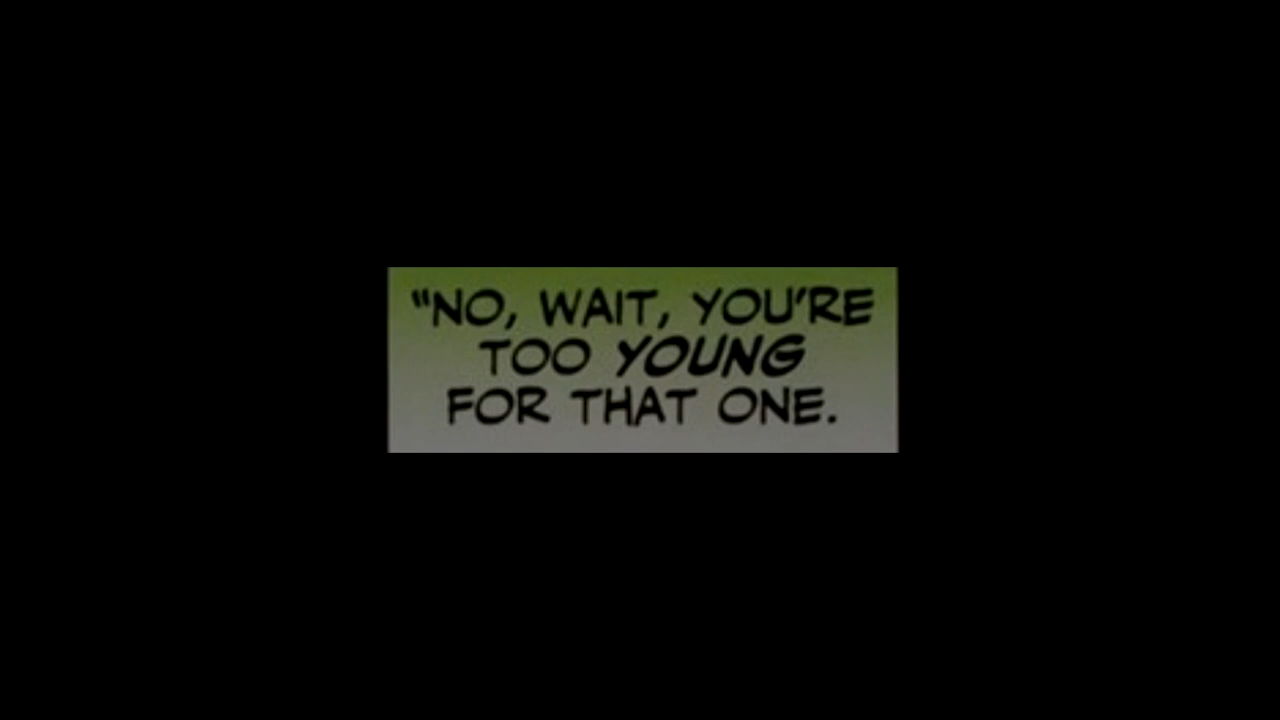 “NO, WAIT, YOU'RE
TOO YOUNG
FOR THAT ONE.